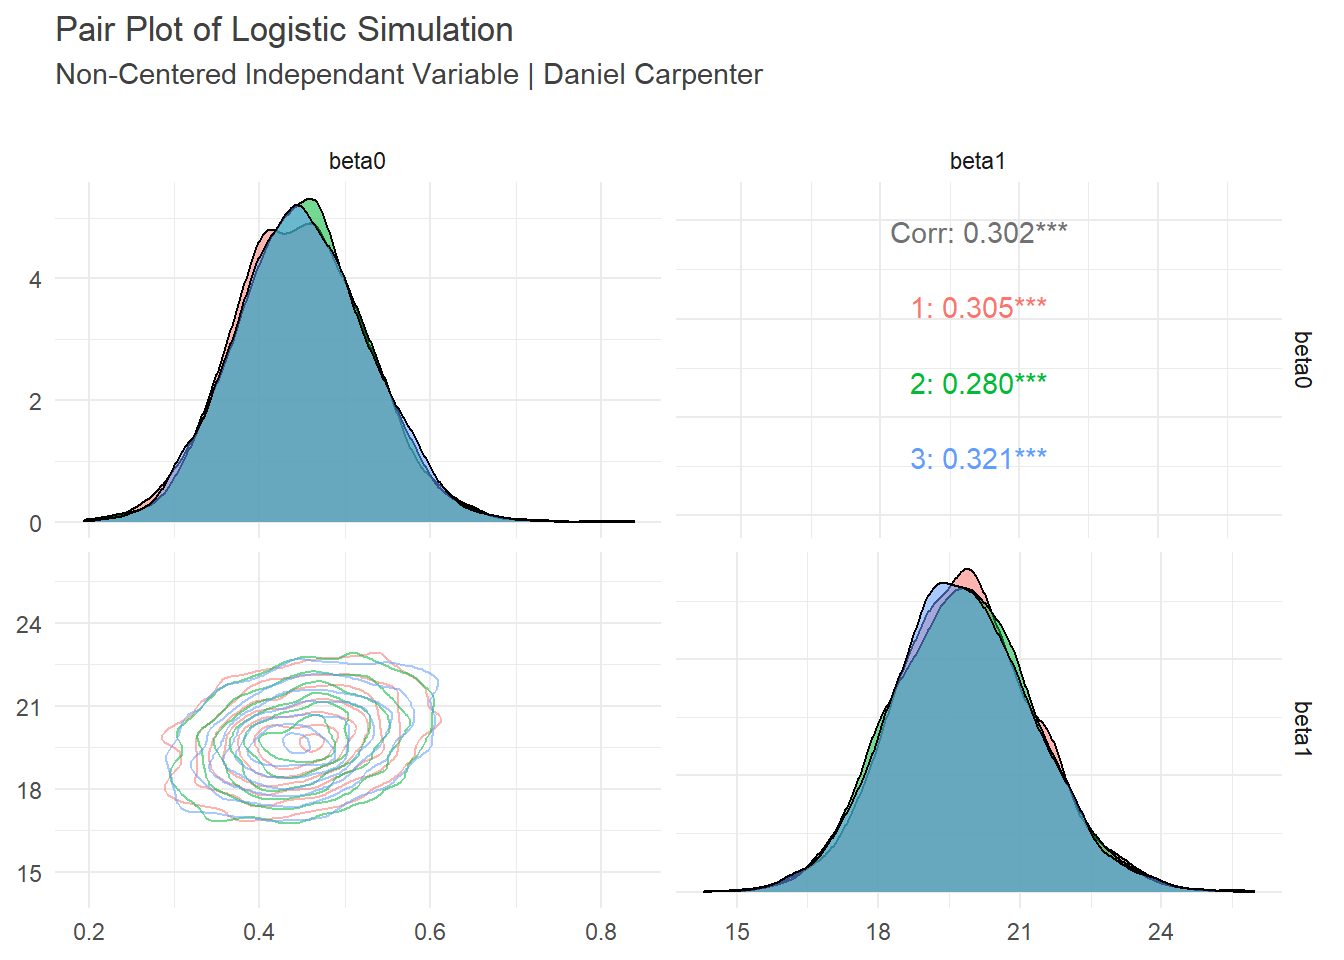 Pair Plot of Logistic Simulation
Non-Centered Independant Variable | Daniel Carpenter
beta0
beta1
4
2
0
Corr: 0.302***
1: 0.305***
2: 0.280***
3: 0.321***
beta0
24
21
18
15
beta1
0.2 0.4 0.6 0.8
15 18 21 24